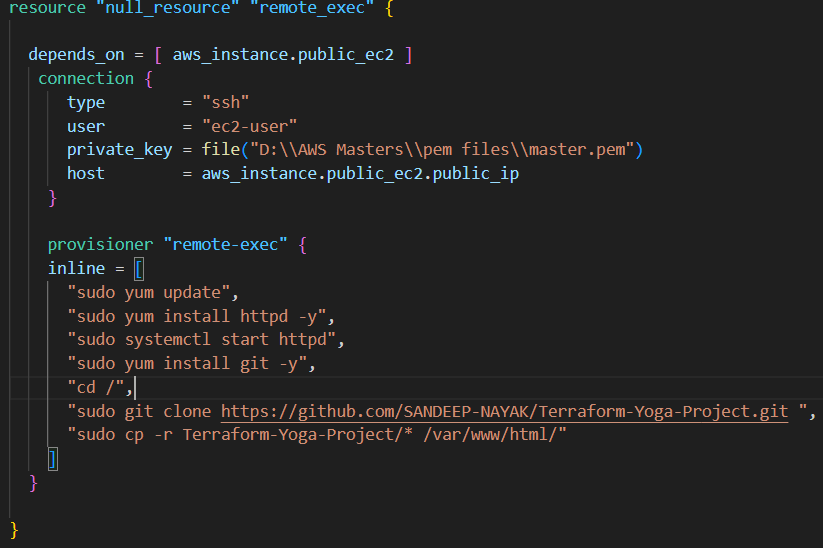 resource "null_resource" "remote_exec" {
depends_on = [ aws_instance.public_ec2 ]
connection {
type = "ssh"
user = "ec2-user"
private_key = file("D:\\AWS Masters\\pem files\\master.pem")
host = aws_instance.public_ec2.public_ip
}
provisioner "remote-exec" {
inline = [
"sudo yum update",
"sudo yum install httpd -y",
"sudo systemctl start httpd",
"sudo yum install git -y",
"cd /",
"sudo git clone https://github.com/SANDEEP-NAYAK/Terraform-Yoga-Project.git ",
"sudo cp -r Terraform-Yoga-Project/* /var/www/html/"
]
}
}